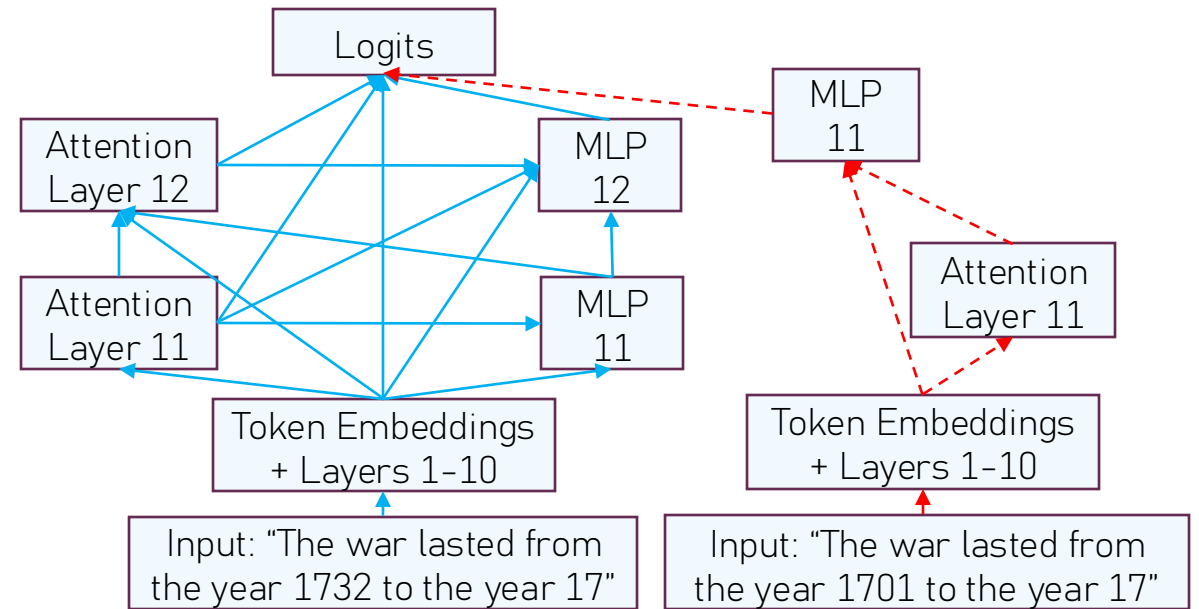 Logits
MLP
11
Attention
Layer 12
MLP
12
Attention
Layer 11
MLP
11
Attention
Layer 11
Token Embeddings
+ Layers 1-10
Token Embeddings
+ Layers 1-10
Input: “The war lasted from
the year 1732 to the year 17”
Input: “The war lasted from
the year 1701 to the year 17”